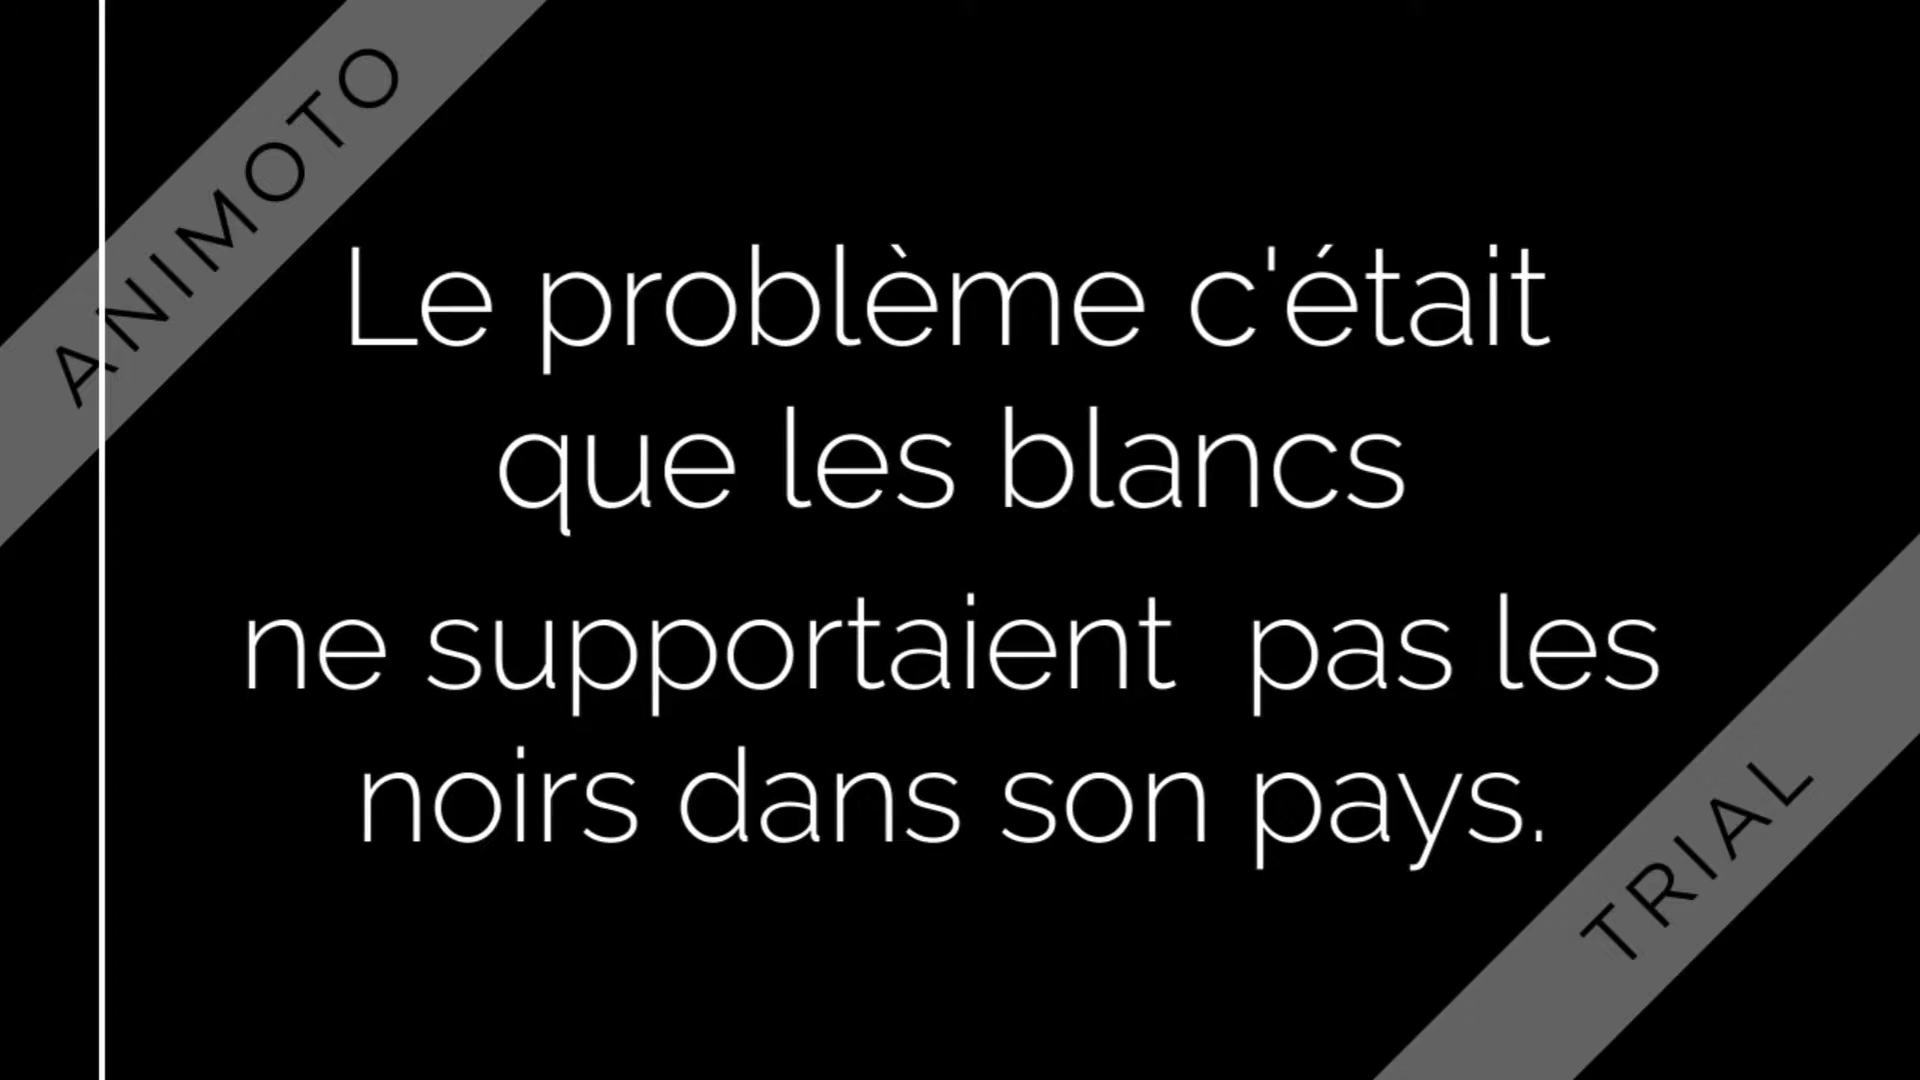 ANIMOTO
Le problème c'était
que les blancs
ne supportaient  pas les
noirs dans son pays.
TRIAL